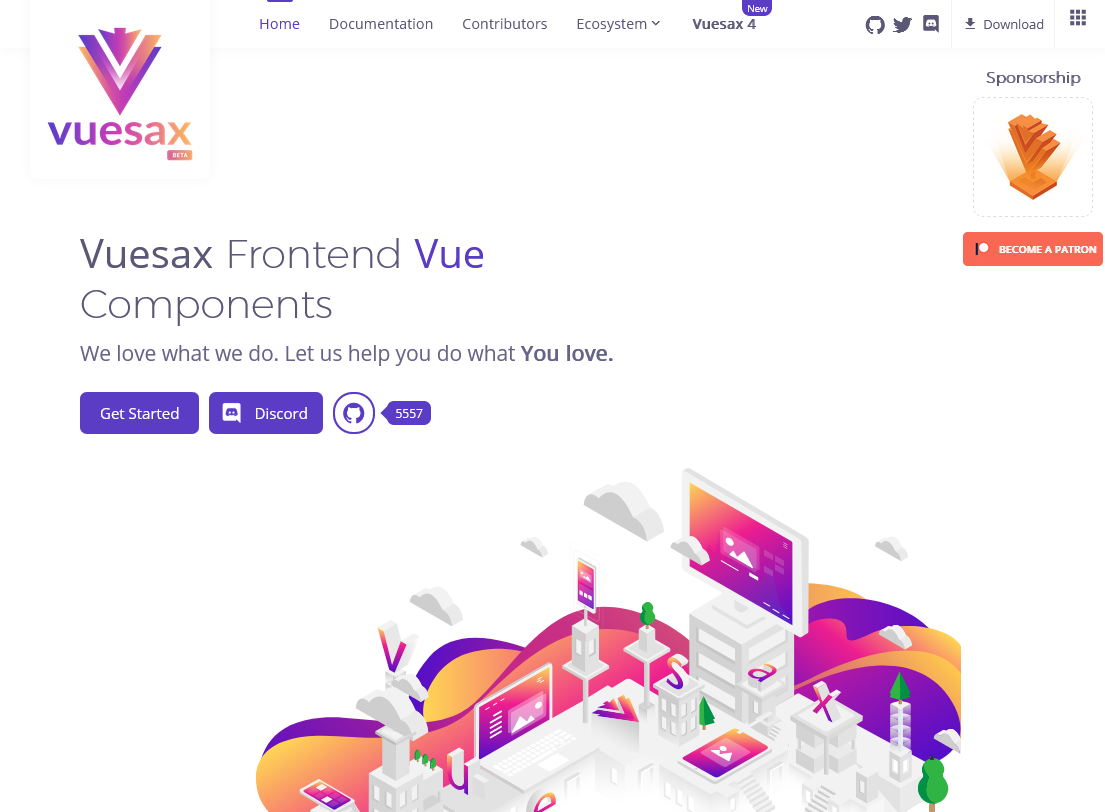 Home Documentation Contributors Ecosystem Vuesax 4 New Download
vuesax
BETA
Sponsorship
BECOME A PATRON
Vuesax Frontend Vue
Components
We love what we do. Let us help you do what You love.
Get Started Discord 5557
V u e s a x